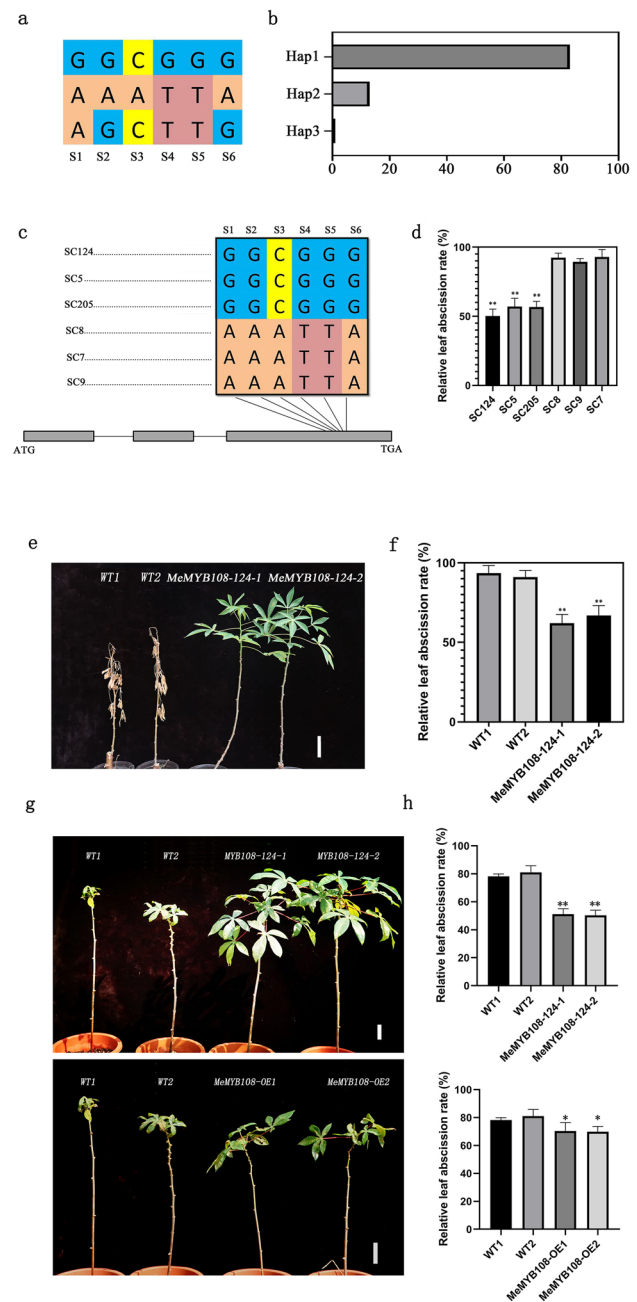 a
G G C G G G
A A A T T A
A G C T T G
S1 S2 S3 S4 S5 S6
b
Hap1
Hap2
Hap3
0 20 40 60 80 100
c
S1 S2 S3 S4 S5 S6
SC124 G G C G G G
SC5 G G C G G G
SC205 G G C G G G
SC8 A A A T T A
SC7 A A A T T A
SC9 A A A T T A
ATG TGA
d
Relative leaf abscission rate (%)
100
50
0
** ** **
SC124 SC5 SC205 SC8 SC9 SC7
e
WT1 WT2 MeMYB108-124-1 MeMYB108-124-2
f
Relative leaf abscission rate (%)
100
50
0
** **
WT1 WT2 MeMYB108-124-1 MeMYB108-124-2
g
WT1 WT2 MYB108-124-1 MYB108-124-2
WT1 WT2 MeMYB108-OE1 MeMYB108-OE2
h
Relative leaf abscission rate (%)
100
80
60
40
20
0
** **
WT1 WT2 MeMYB108-124-1 MeMYB108-124-2
Relative leaf abscission rate (%)
100
80
60
40
20
0
* *
WT1 WT2 MeMYB108-OE1 MeMYB108-OE2